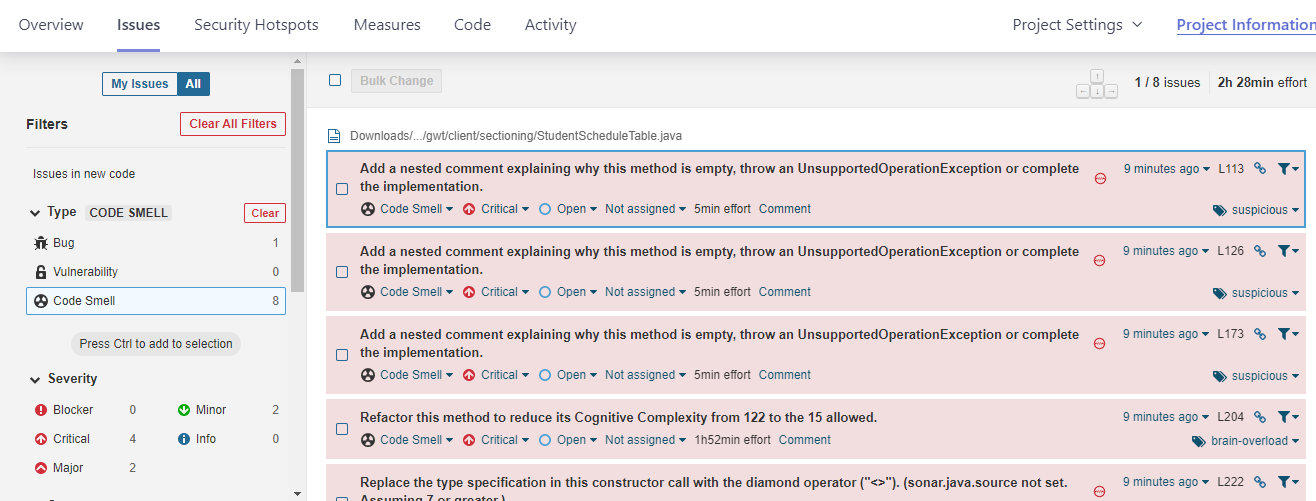 Overview Issues Security Hotspots Measures Code Activity Project Settings Project Information
My Issues All
Filters Clear All Filters
Issues in new code
Type CODE SMELL Clear
Bug 1
Vulnerability 0
Code Smell 8
Press Ctrl to add to selection
Severity
Blocker 0 Minor 2
Critical 4 Info 0
Major 2
Bulk Change 1 / 8 issues 2h 28min effort
Downloads/.../gwt/client/sectioning/StudentScheduleTable.java
Add a nested comment explaining why this method is empty, throw an UnsupportedOperationException or complete 9 minutes ago L113
the implementation.
Code Smell Critical Open Not assigned 5min effort Comment suspicious
Add a nested comment explaining why this method is empty, throw an UnsupportedOperationException or complete 9 minutes ago L126
the implementation.
Code Smell Critical Open Not assigned 5min effort Comment suspicious
Add a nested comment explaining why this method is empty, throw an UnsupportedOperationException or complete 9 minutes ago L173
the implementation.
Code Smell Critical Open Not assigned 5min effort Comment suspicious
Refactor this method to reduce its Cognitive Complexity from 122 to the 15 allowed. 9 minutes ago L204
Code Smell Critical Open Not assigned 1h52min effort Comment brain-overload
Replace the type specification in this constructor call with the diamond operator ("<>"). (sonar.java.source not set. 9 minutes ago L222
Assuming 7 or greater.)